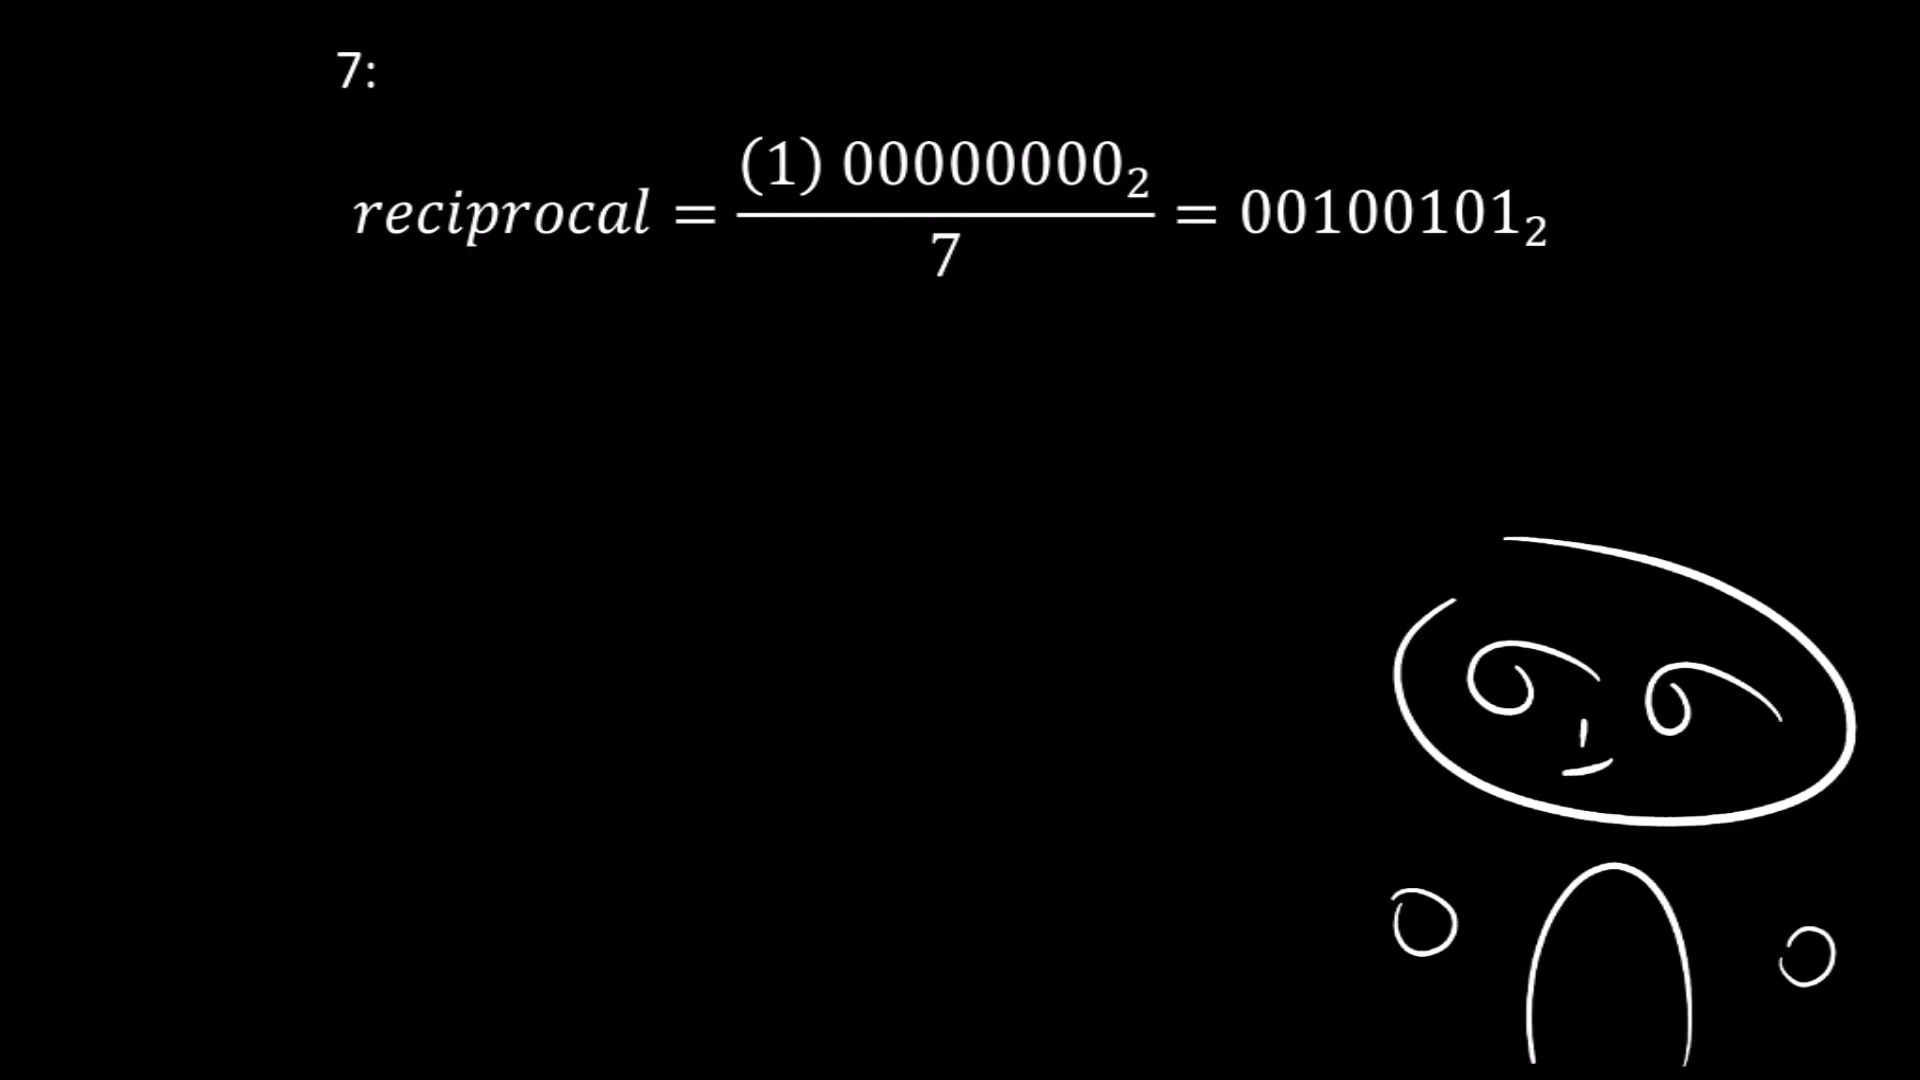 7:
reciprocal = (1) 00000000₂ / 7 = 00100101₂